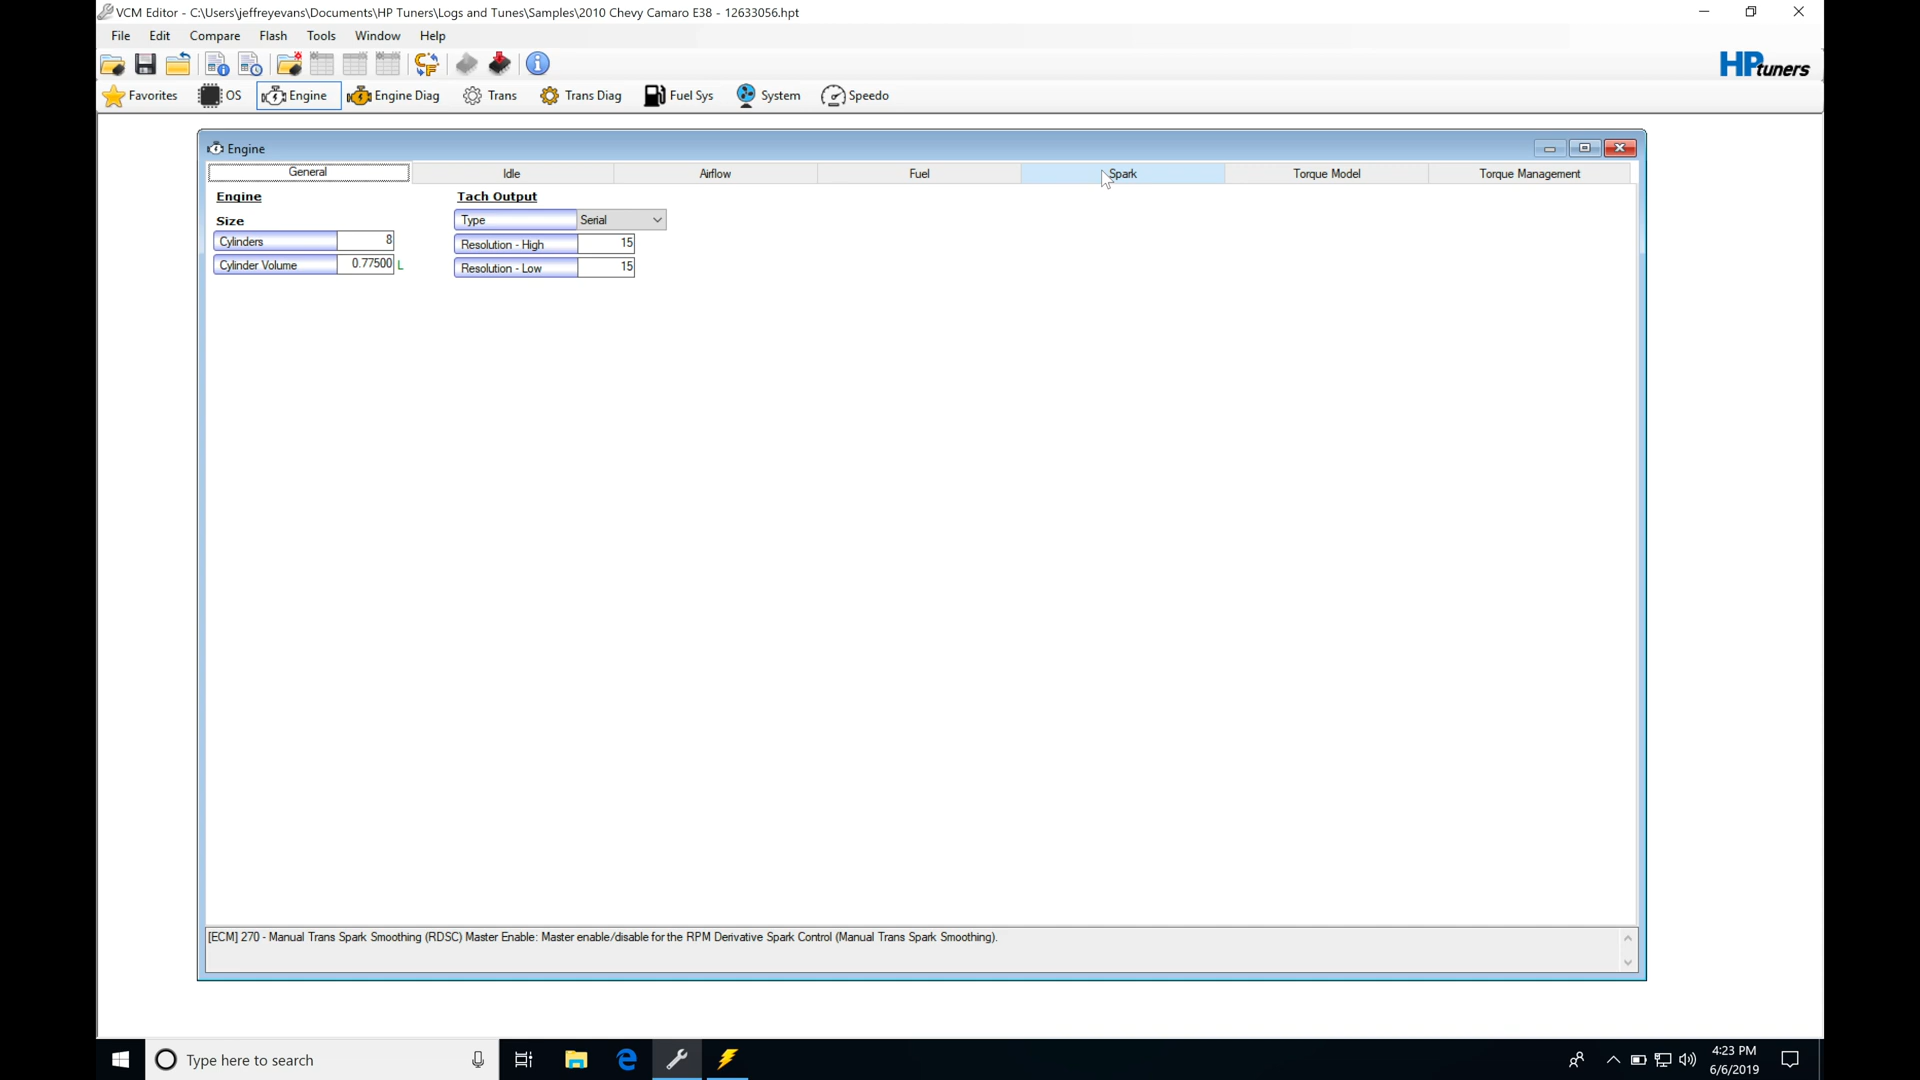 VCM Editor - C:\Users\jeffreyevans\Documents\HP Tuners\Logs and Tunes\Samples\2010 Chevy Camaro E38 - 12633056.hpt
File Edit Compare Flash Tools Window Help
HPtuners
Favorites OS Engine Engine Diag Trans Trans Diag Fuel Sys System Speedo
Engine
General Idle Airflow Fuel Spark Torque Model Torque Management
Engine Tach Output
Size Type Serial
Cylinders 8 Resolution - High 15
Cylinder Volume 0.77500 L Resolution - Low 15
[ECM] 270 - Manual Trans Spark Smoothing (RDSC) Master Enable: Master enable/disable for the RPM Derivative Spark Control (Manual Trans Spark Smoothing).
Type here to search
4:23 PM
6/6/2019